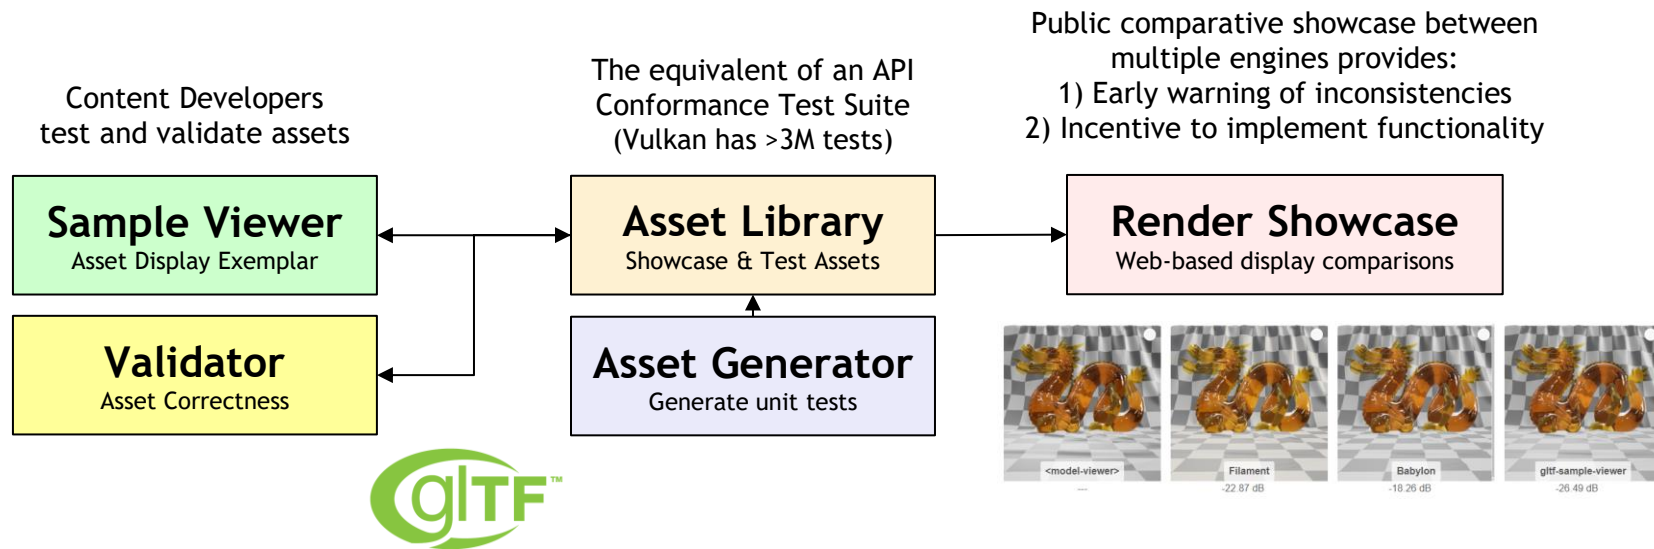 Public comparative showcase between
multiple engines provides:
1) Early warning of inconsistencies
2) Incentive to implement functionality
The equivalent of an API
Conformance Test Suite
(Vulkan has >3M tests)
Content Developers
test and validate assets
Sample Viewer
Asset Display Exemplar
Asset Library
Showcase & Test Assets
Render Showcase
Web-based display comparisons
Validator
Asset Correctness
Asset Generator
Generate unit tests
<model-viewer>
Filament
Babylon
gltf-sample-viewer
---
-22.87 dB
-18.26 dB
-26.49 dB
glTF™